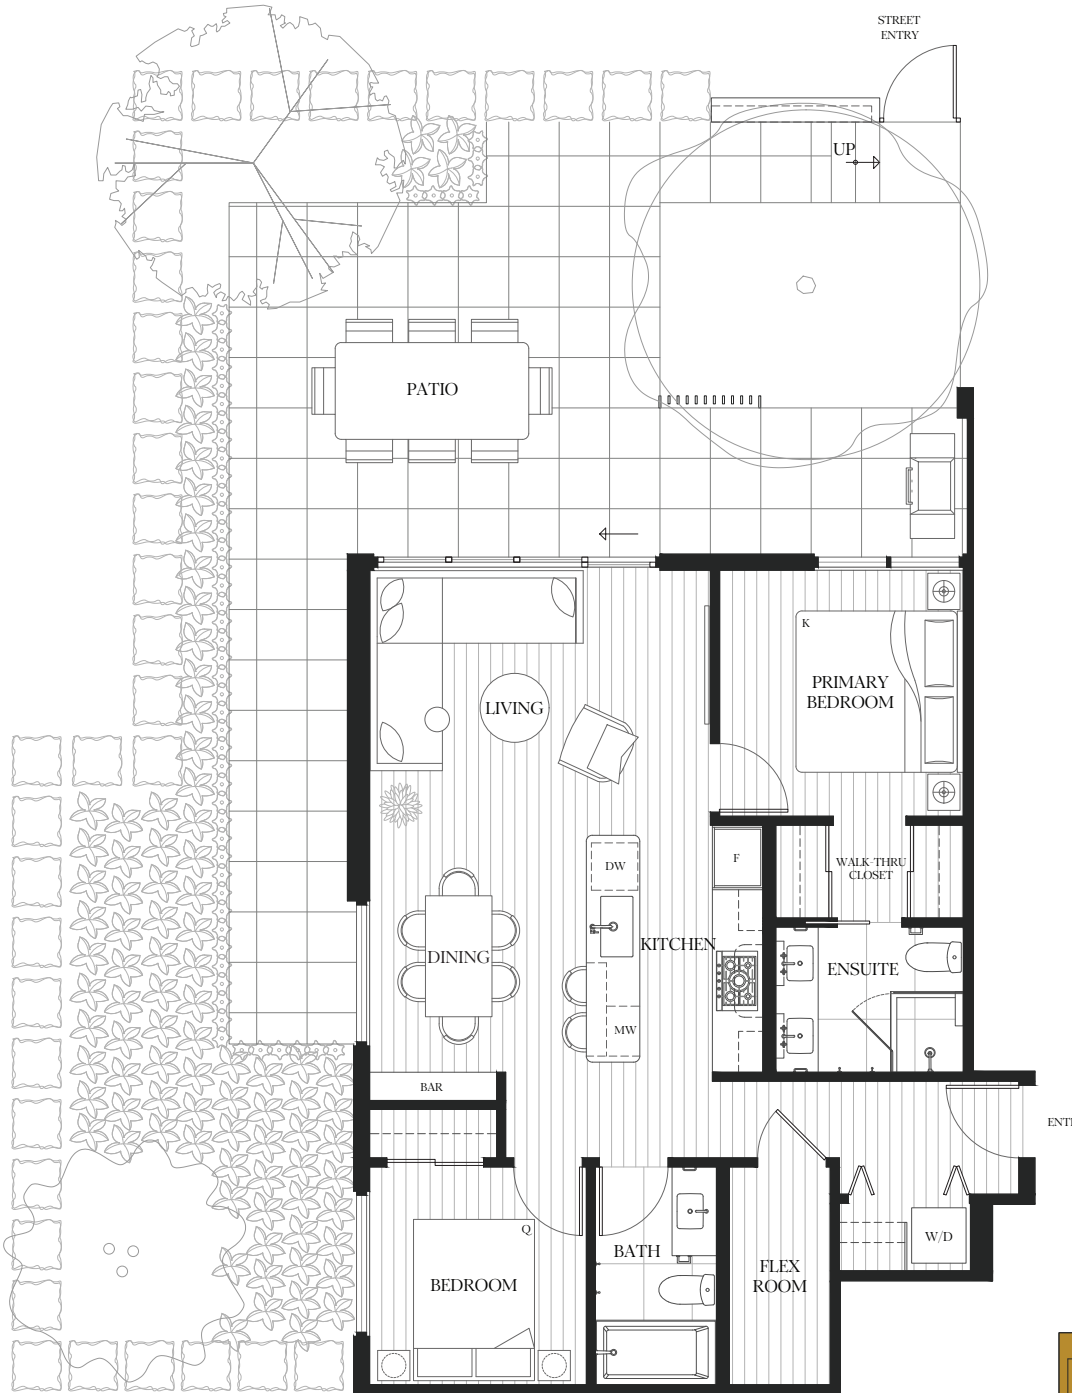 STREET
ENTRY
UP
PATIO
K
PRIMARY
BEDROOM
LIVING
DW
F
WALK-THRU
CLOSET
KITCHEN
DINING
ENSUITE
MW
BAR
Q
BATH
W/D
BEDROOM
FLEX
ROOM